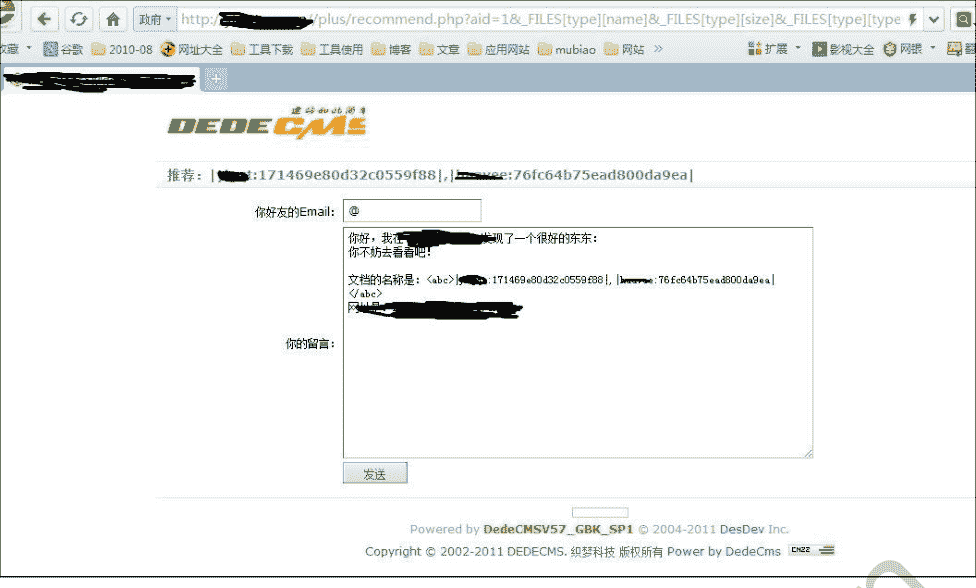 政府 http:// /plus/recommend.php?aid=1&_FILES[type][name]&_FILES[type][size]&_FILES[type][type
收藏 谷歌 2010-08 网址大全 工具下载 工具使用 博客 文章 应用网站 mubiao 网站 » 扩展 影视大全 网银
DEDECMS
推荐：| :171469e80d32c0559f88|,| :76fc64b75ead800da9ea|
你好友的Email： @
你好，我在 发现了一个很好的东东：
你不妨去看看吧！
文档的名称是：<abc>| :171469e80d32c0559f88|,| :76fc64b75ead800da9ea|
</abc>
你的留言：
发送
Powered by DedeCMSV57_GBK_SP1 © 2004-2011 DesDev Inc.
Copyright © 2002-2011 DEDECMS. 织梦科技 版权所有 Power by DedeCms CNZZ